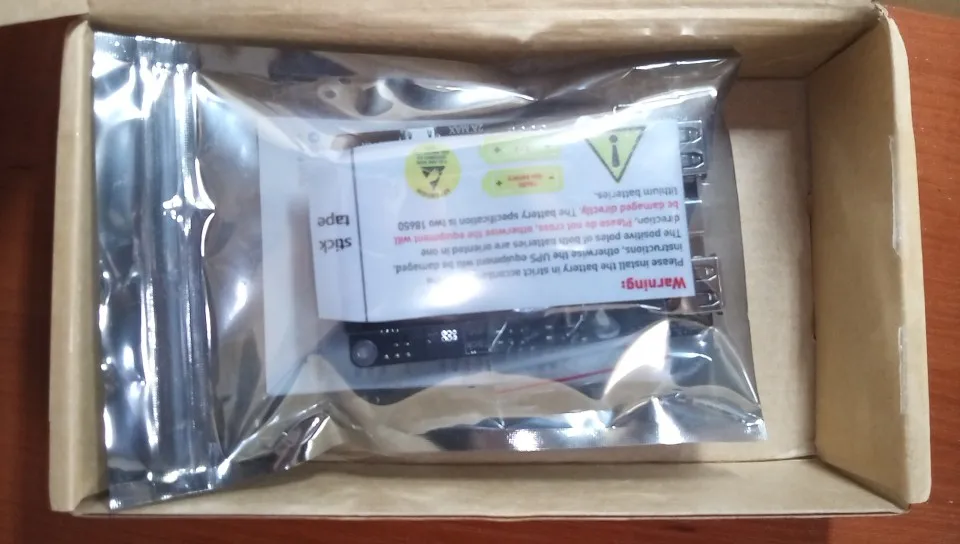 Warning:
Please install the battery in strict accordance
instructions, otherwise the UPS equipment will be damaged.
The positive poles of both batteries are oriented in one
direction. Please do not cross, otherwise the equipment will
be damaged directly. The battery specification is two 18650
lithium batteries.
stick
tape
2A MAX